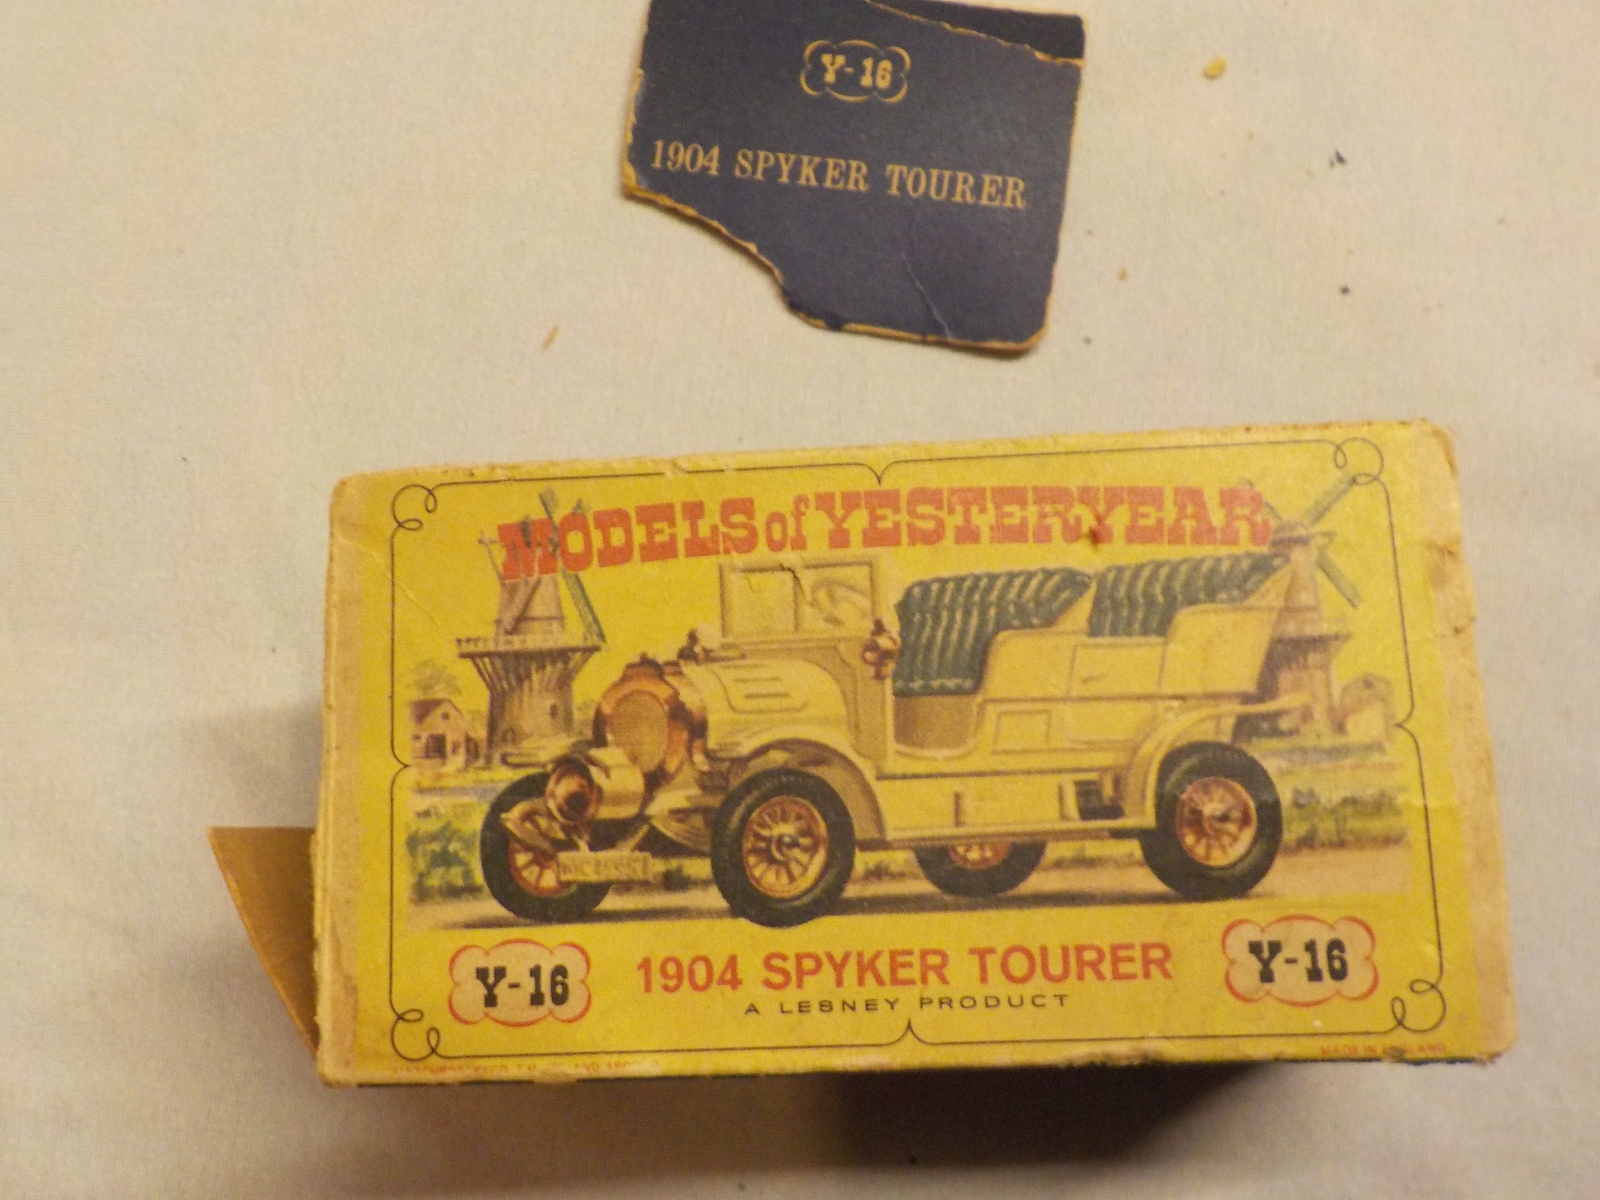 Y-16
1904 SPYKER TOURER
MODELS of YESTERYEAR
Y-16
1904 SPYKER TOURER
Y-16
A LESNEY PRODUCT
MADE IN ENGLAND